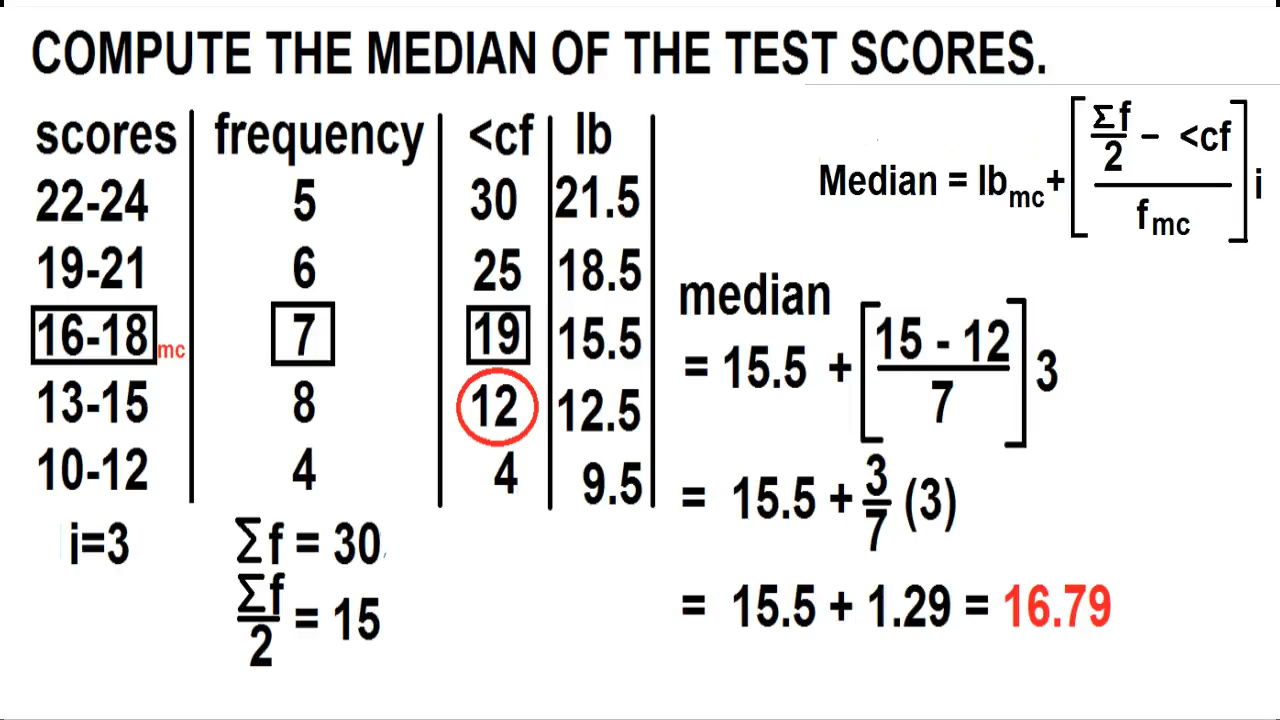 COMPUTE THE MEDIAN OF THE TEST SCORES.
scores frequency <cf lb
22-24 5 30 21.5
19-21 6 25 18.5
16-18 mc 7 19 15.5
13-15 8 12 12.5
10-12 4 4 9.5
i=3 Σf = 30
Σf/2 = 15
Median = lbmc + [Σf/2 - <cf / fmc] i
median
= 15.5 + [15 - 12 / 7] 3
= 15.5 + 3/7 (3)
= 15.5 + 1.29 = 16.79